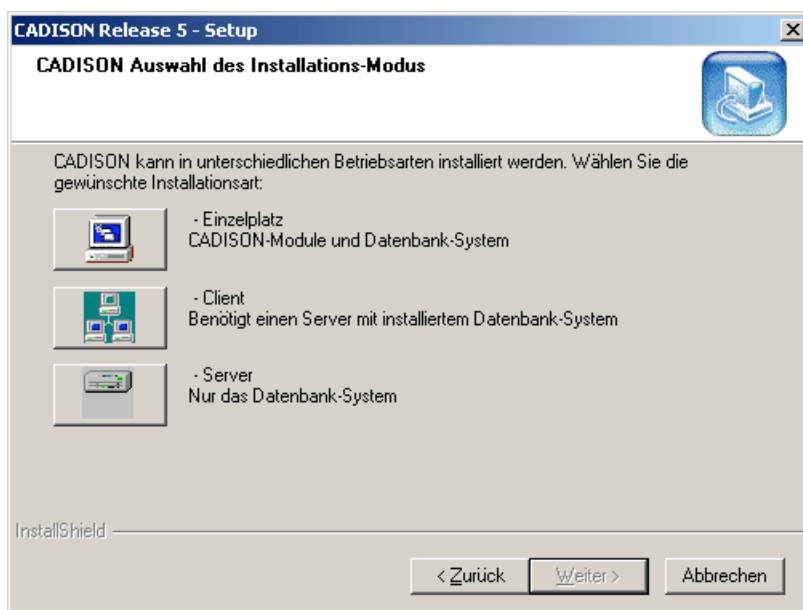 CADISON Release 5 - Setup
CADISON Auswahl des Installations-Modus
CADISON kann in unterschiedlichen Betriebsarten installiert werden. Wählen Sie die
gewünschte Installationsart:
- Einzelplatz
CADISON-Module und Datenbank-System
- Client
Benötigt einen Server mit installiertem Datenbank-System
- Server
Nur das Datenbank-System
InstallShield
< Zurück
Weiter >
Abbrechen